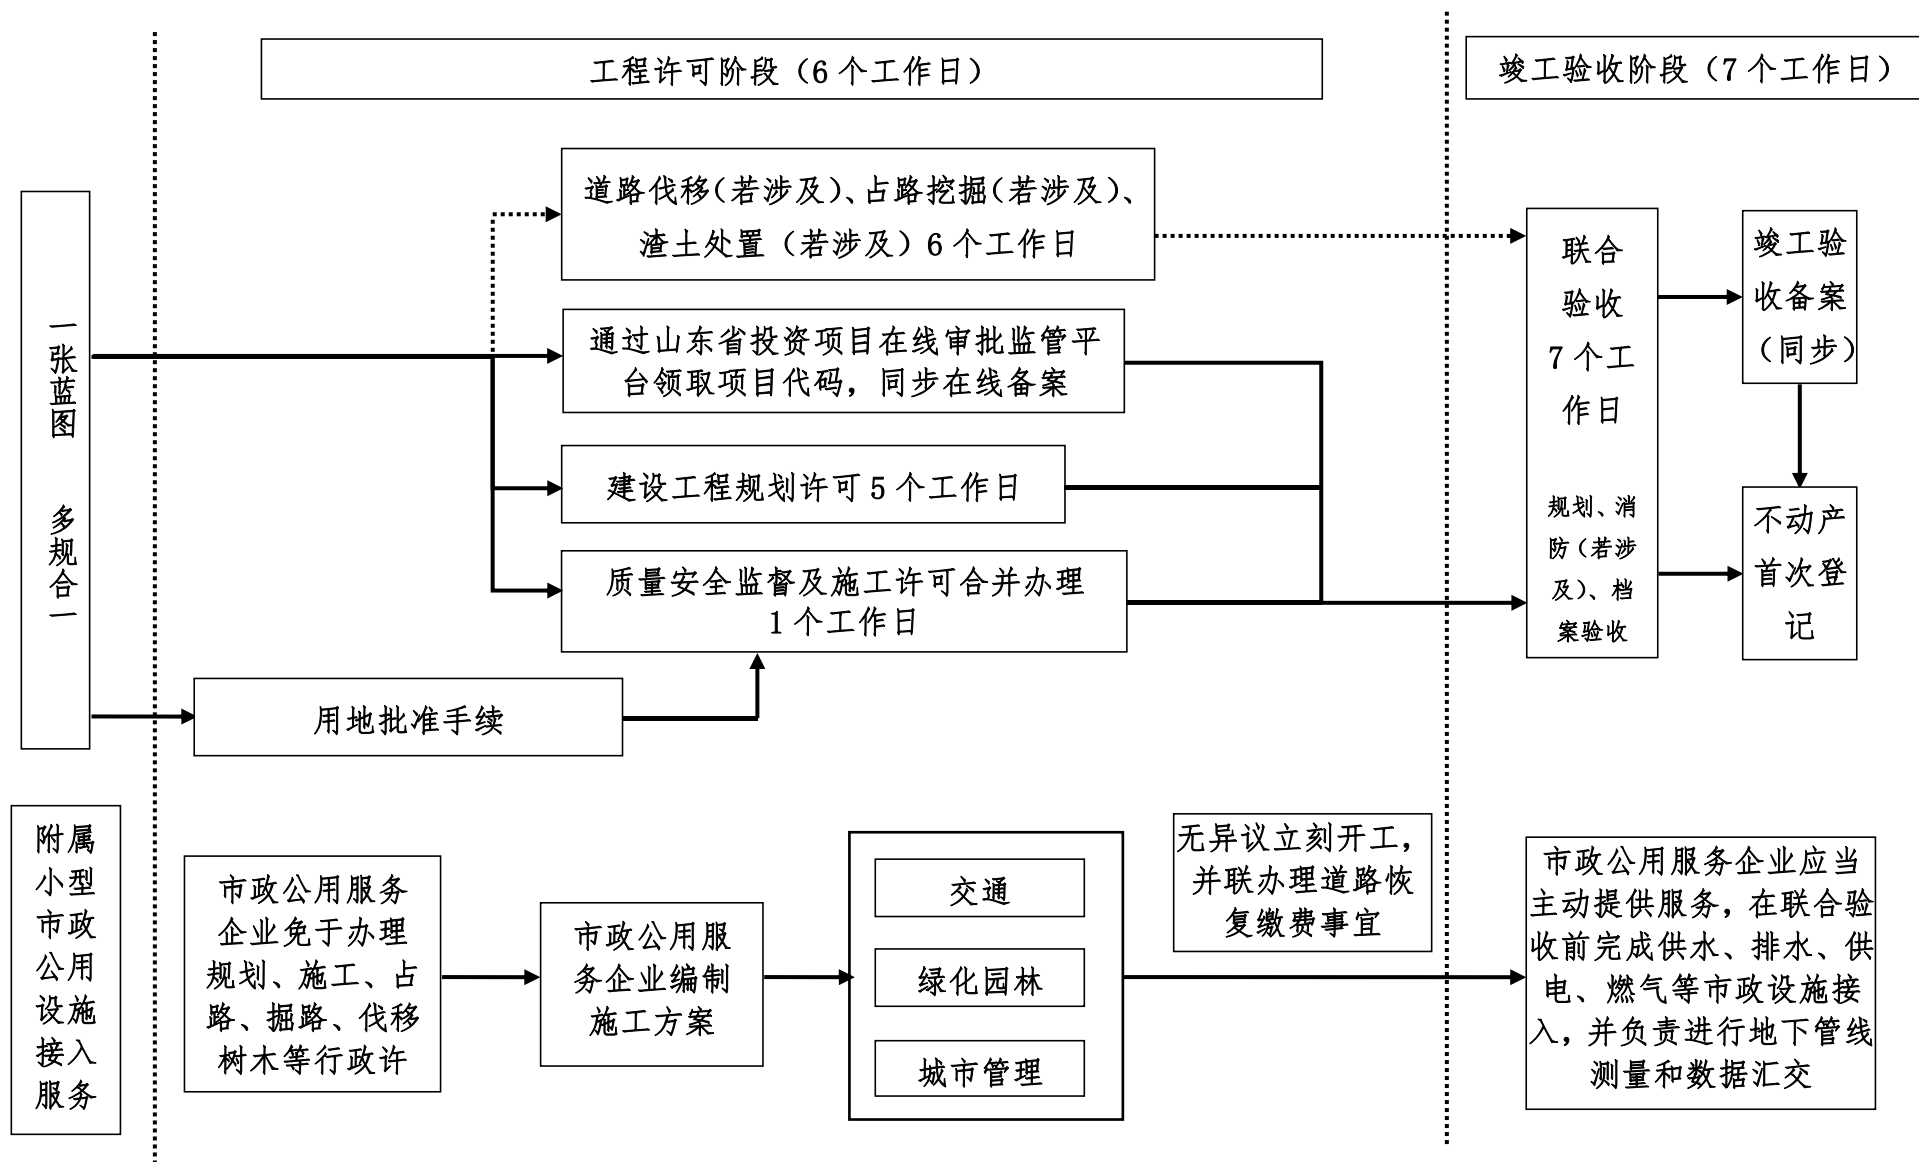 工程许可阶段（6 个工作日）
竣工验收阶段（7 个工作日）
一张蓝图 多规合一
道路伐移(若涉及)、占路挖掘(若涉及)、
渣土处置（若涉及）6 个工作日
通过山东省投资项目在线审批监管平
台领取项目代码，同步在线备案
建设工程规划许可 5 个工作日
质量安全监督及施工许可合并办理
1 个工作日
用地批准手续
联合
验收
7 个工
作日
规划、消
防（若涉
及）、档
案验收
竣工验
收备案
（同步）
不动产
首次登
记
附属
小型
市政
公用
设施
接入
服务
市政公用服务
企业免于办理
规划、施工、占
路、掘路、伐移
树木等行政许
市政公用服
务企业编制
施工方案
交通
绿化园林
城市管理
无异议立刻开工，
并联办理道路恢
复缴费事宜
市政公用服务企业应当
主动提供服务，在联合验
收前完成供水、排水、供
电、燃气等市政设施接
入，并负责进行地下管线
测量和数据汇交